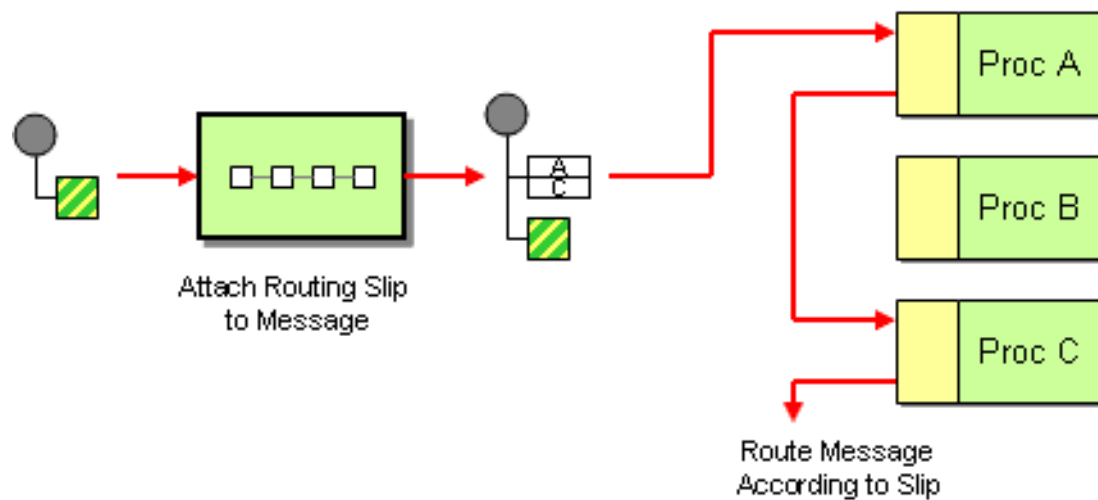 Proc A
A
C
Proc B
Attach Routing Slip
to Message
Proc C
Route Message
According to Slip